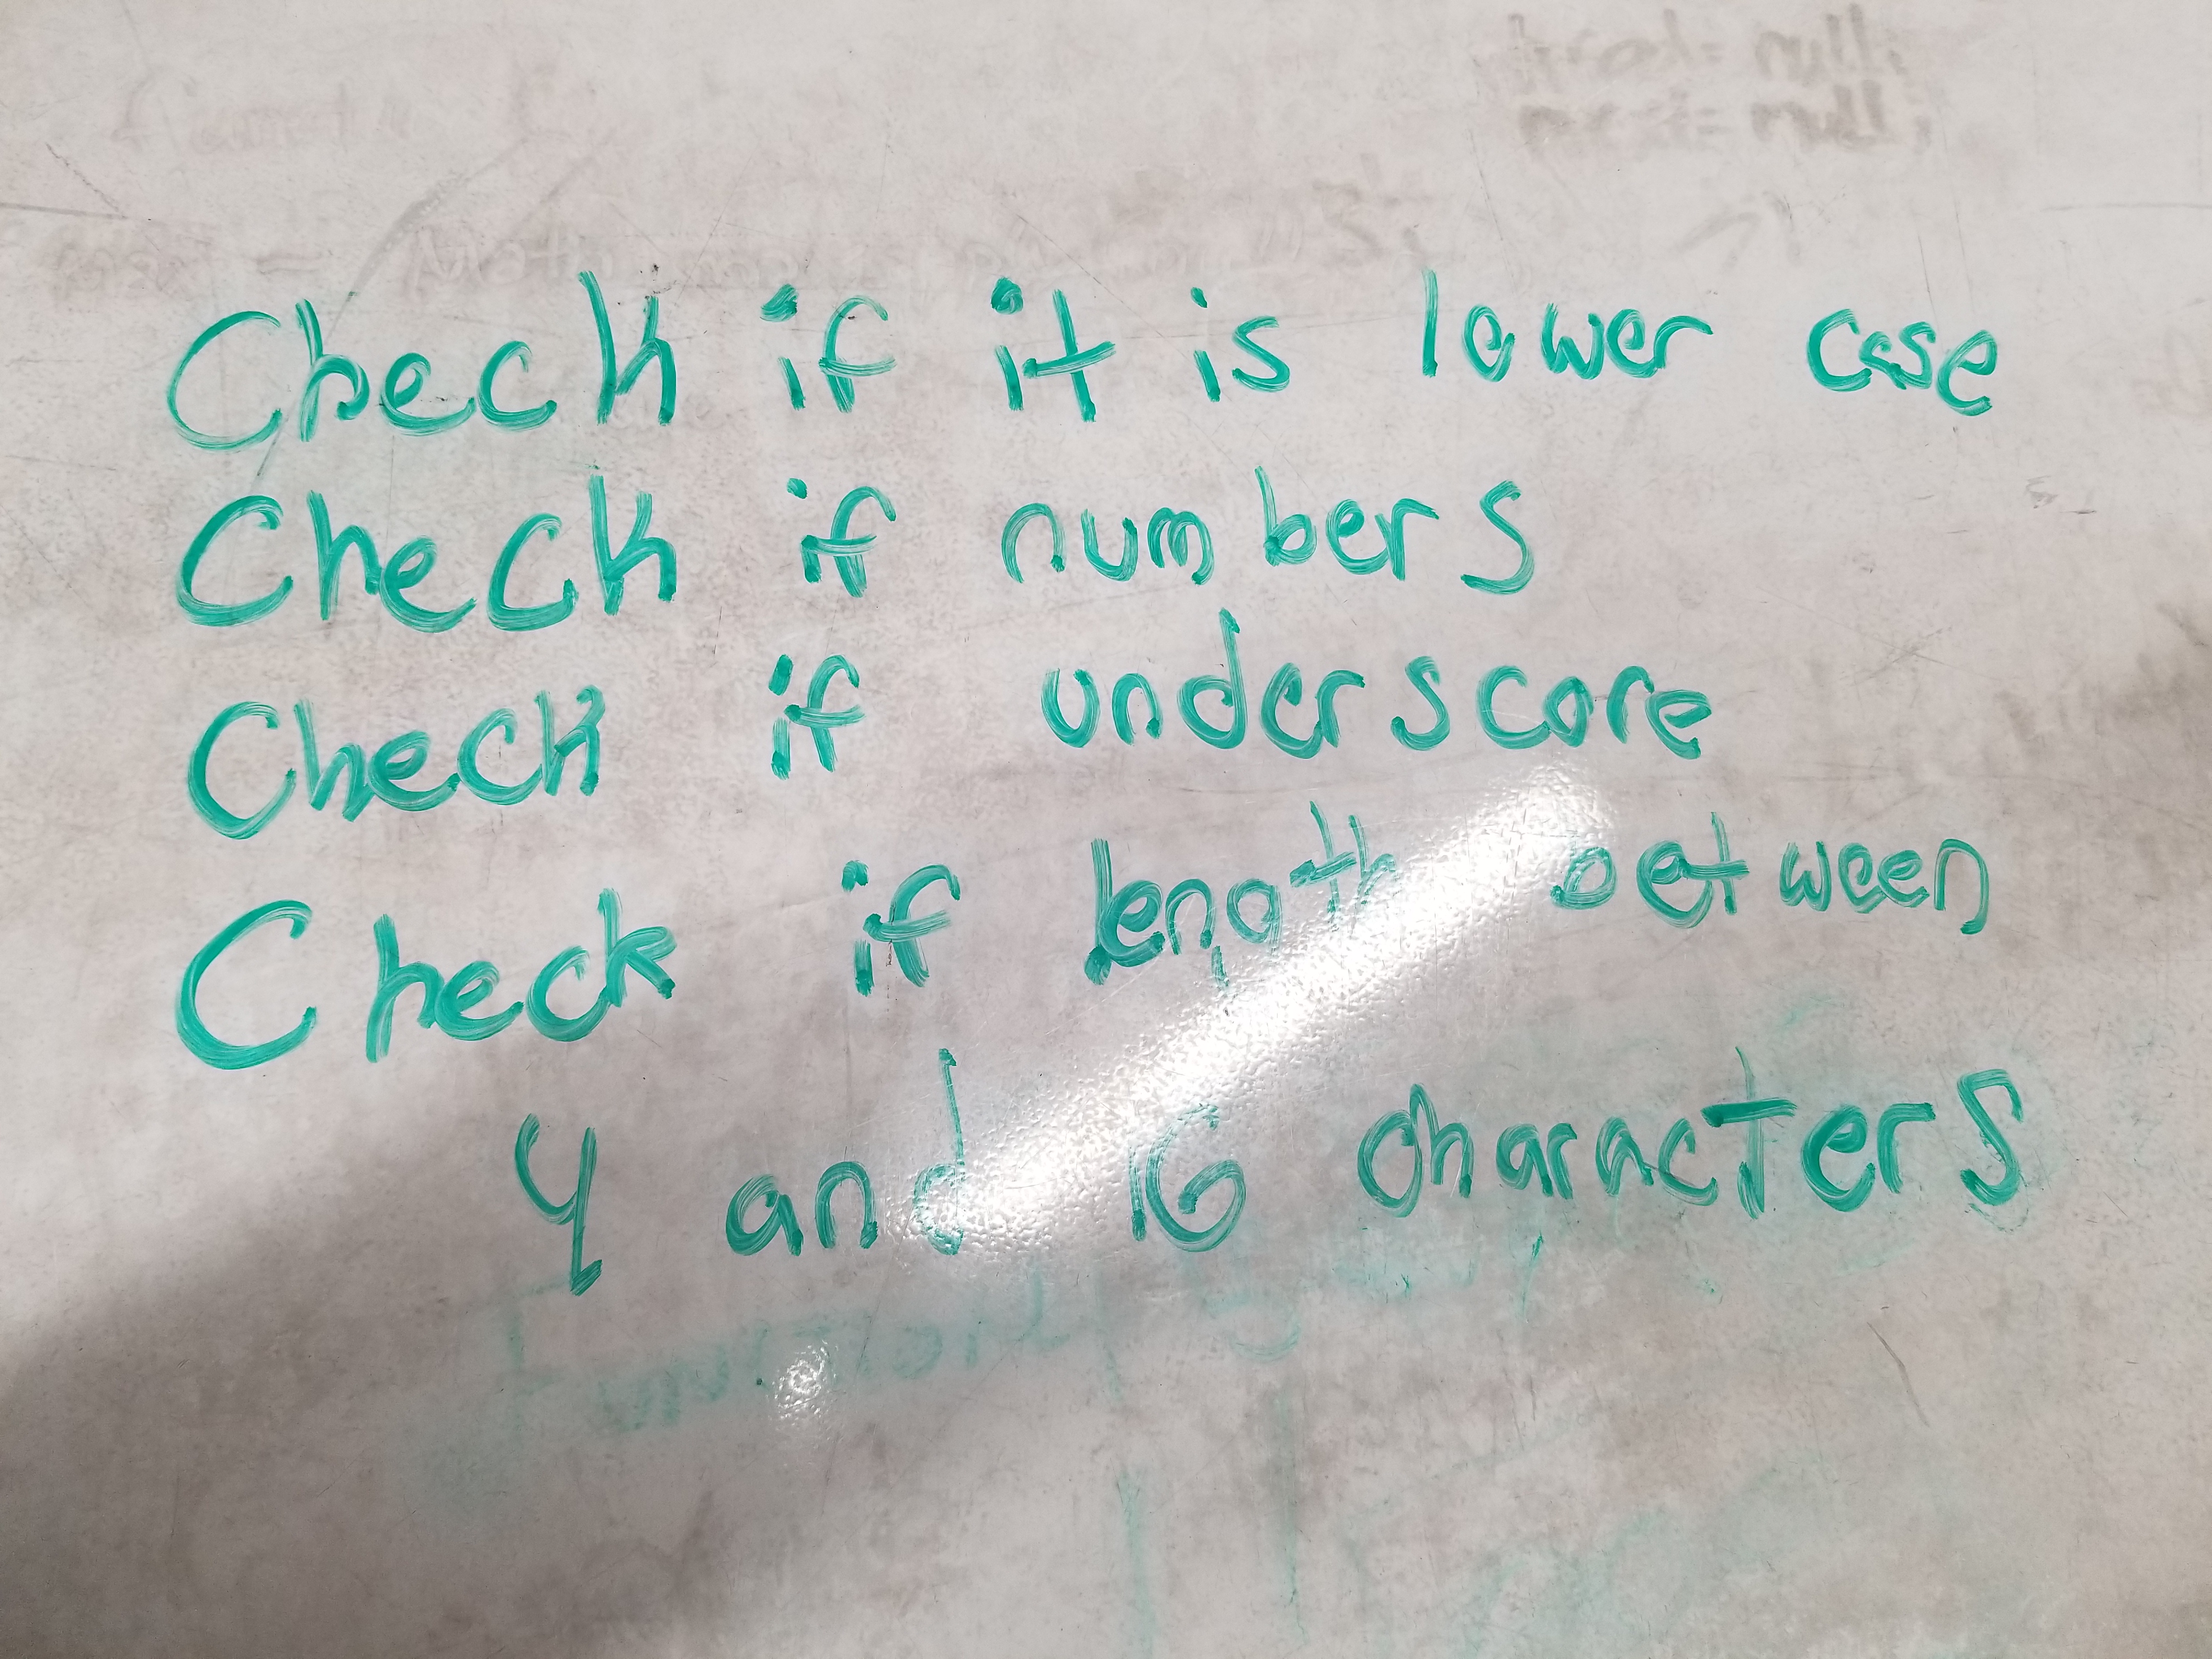 Check if it is lower case
Check if numbers
Check if underscore
Check if length between
4 and 16 characters